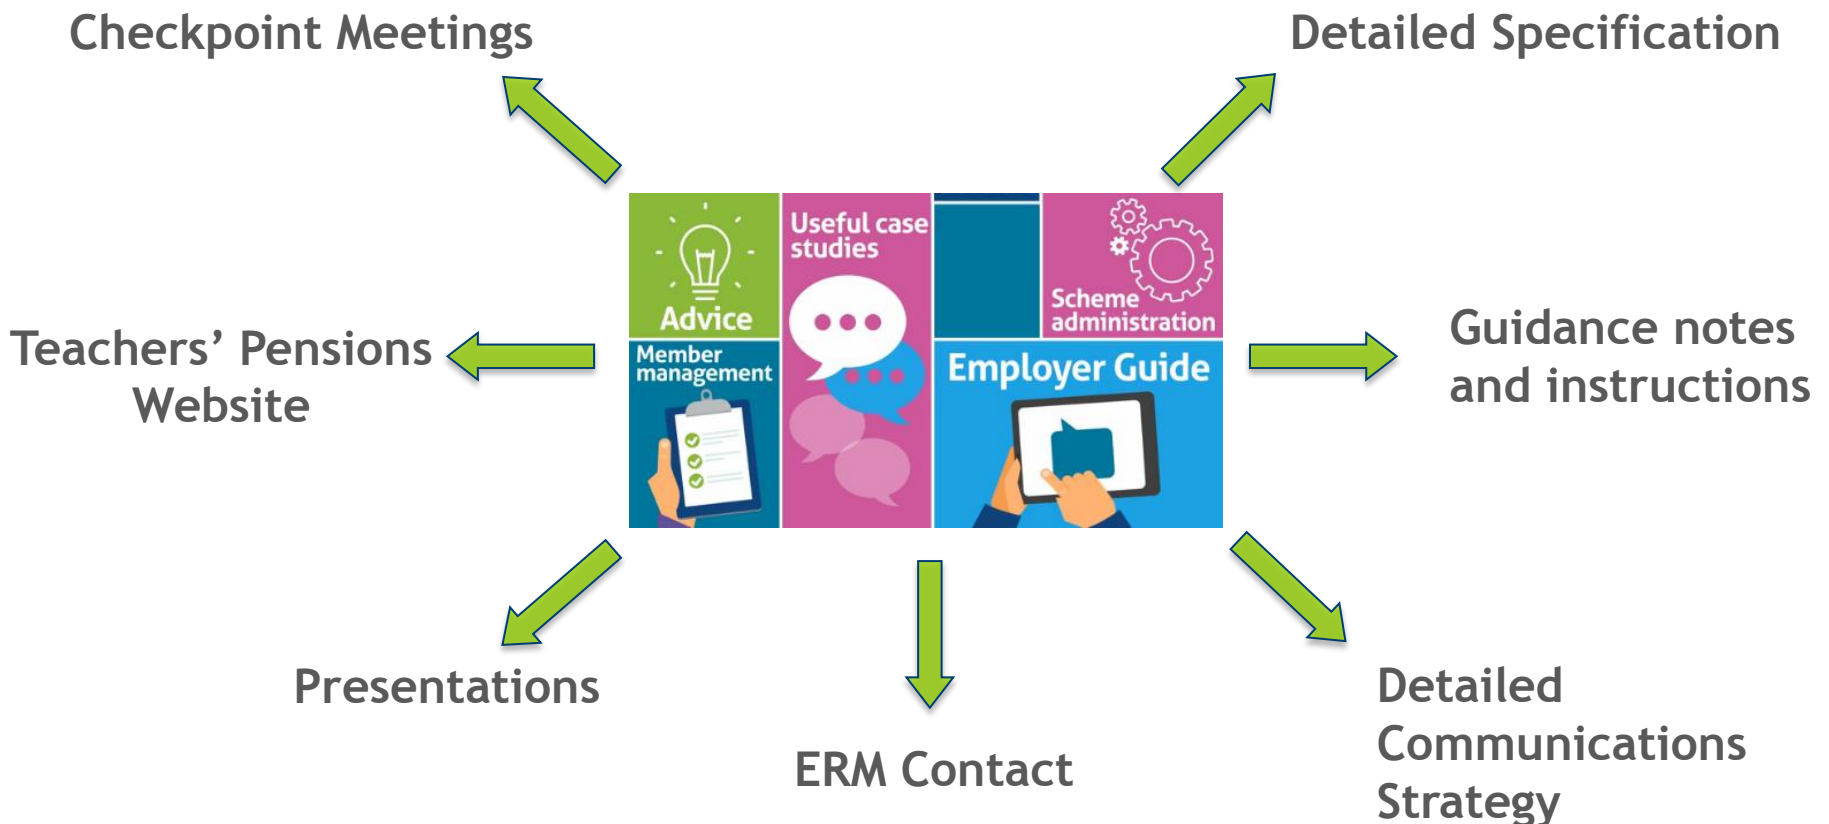 Checkpoint Meetings
Detailed Specification
Advice
Useful case
studies
Scheme
administration
Member
management
Employer Guide
Teachers’ Pensions
Website
Guidance notes
and instructions
Presentations
ERM Contact
Detailed
Communications
Strategy